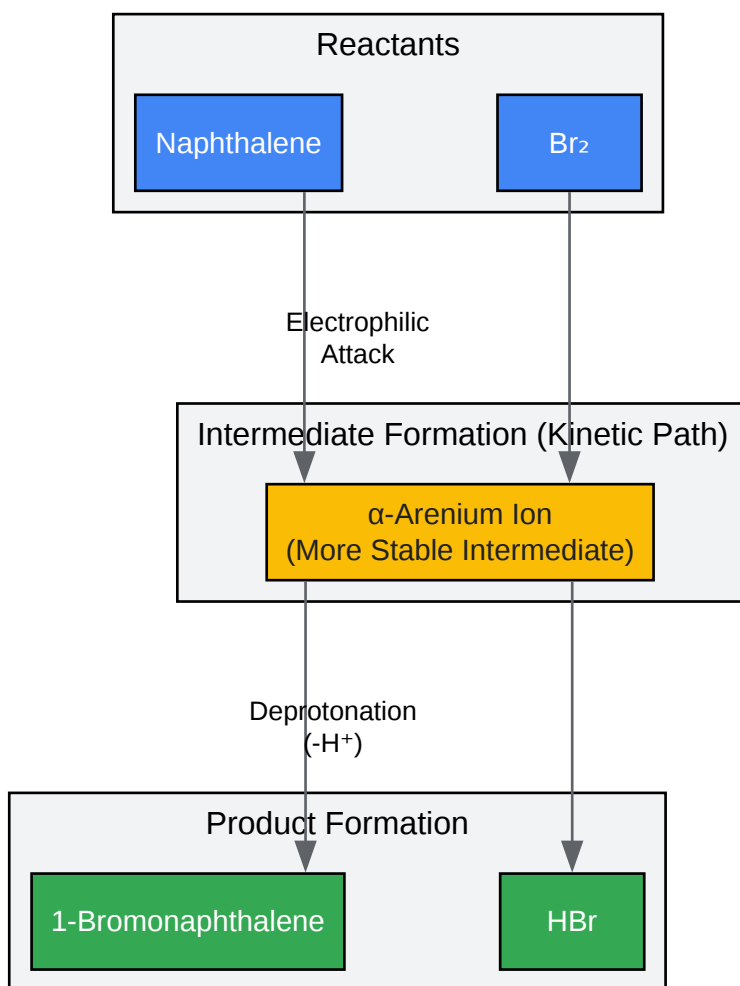 Reactants
Naphthalene
Br₂
Electrophilic
Attack
Intermediate Formation (Kinetic Path)
α-Arenium Ion
(More Stable Intermediate)
Deprotonation
(-H⁺)
Product Formation
1-Bromonaphthalene
HBr